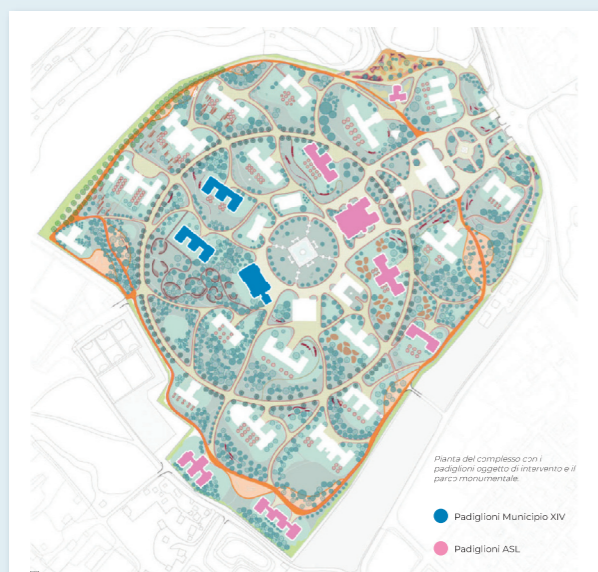 Pianta del complesso con i
padiglioni oggetto di intervento e il
parco monumentale.
Padiglioni Municipio XIV
Padiglioni ASL